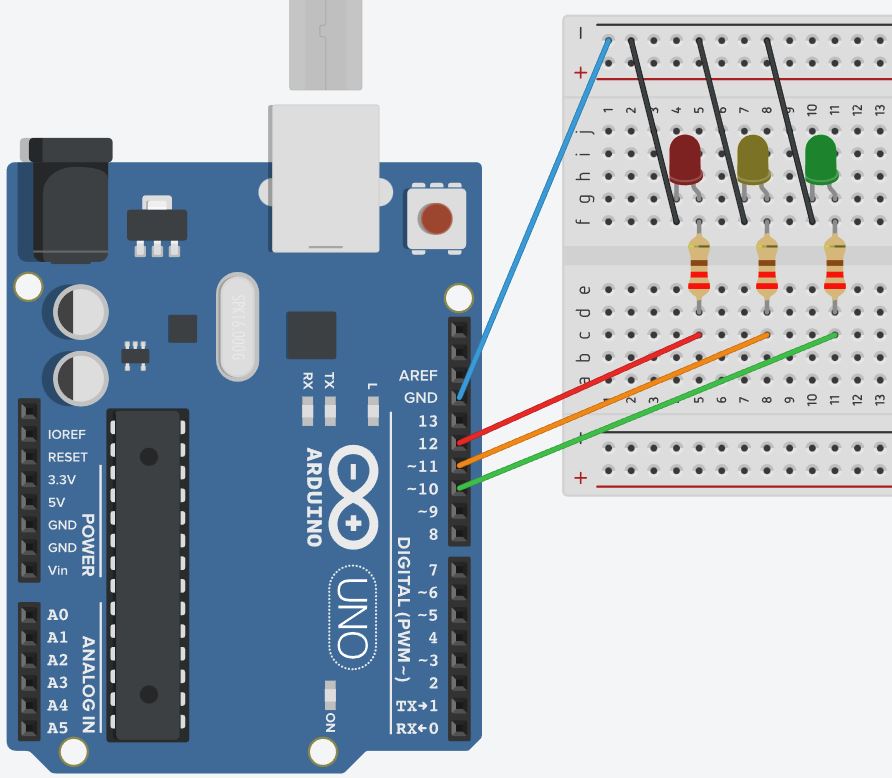 −
+
1 2 3 4 5 6 7 8 9 10 11 12 13
j
i
h
g
f
e
d
c
b
a
2 3 4 5 6 7 8 9 10 11 12 13
-
+
SPK16.000G
RX TX L
AREF
GND
13
12
~11
~10
~9
8
7
~6
~5
4
~3
2
TX→1
RX←0
DIGITAL (PWM~)
ARDUINO
UNO
ON
IOREF
RESET
3.3V
5V
GND
GND
Vin
POWER
A0
A1
A2
A3
A4
A5
ANALOG IN